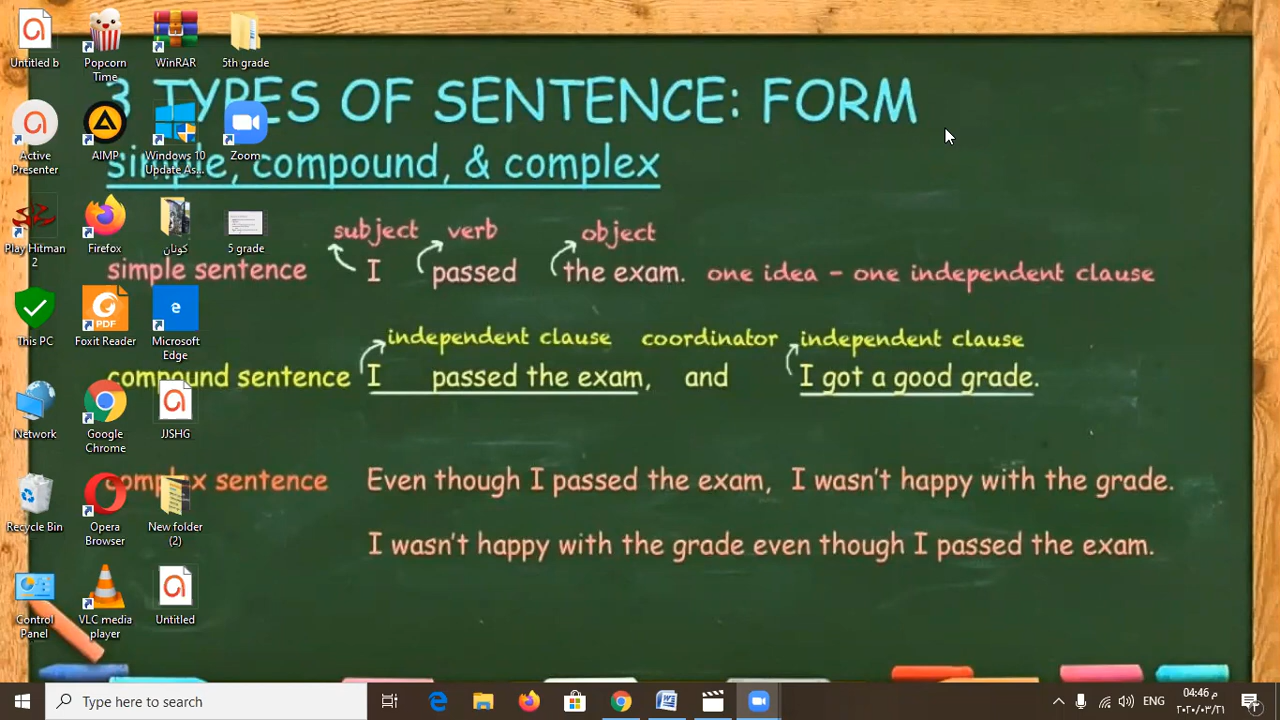 3 TYPES OF SENTENCE: FORM
simple, compound, & complex
subject verb object
simple sentence I passed the exam. one idea - one independent clause
independent clause coordinator independent clause
compound sentence I passed the exam, and I got a good grade.
complex sentence Even though I passed the exam, I wasn't happy with the grade.
I wasn't happy with the grade even though I passed the exam.
Untitled b
Popcorn Time
WinRAR
5th grade
Active Presenter
AIMP
Windows 10 Update As...
Zoom
Play Hitman 2
Firefox
كونان
5 grade
This PC
PDF
Foxit Reader
Microsoft Edge
Network
Google Chrome
JJSHG
Recycle Bin
Opera Browser
New folder (2)
Control Panel
VLC media player
Untitled
Type here to search
ENG
04:46 م
٢٠٢٠/٠٣/٣١